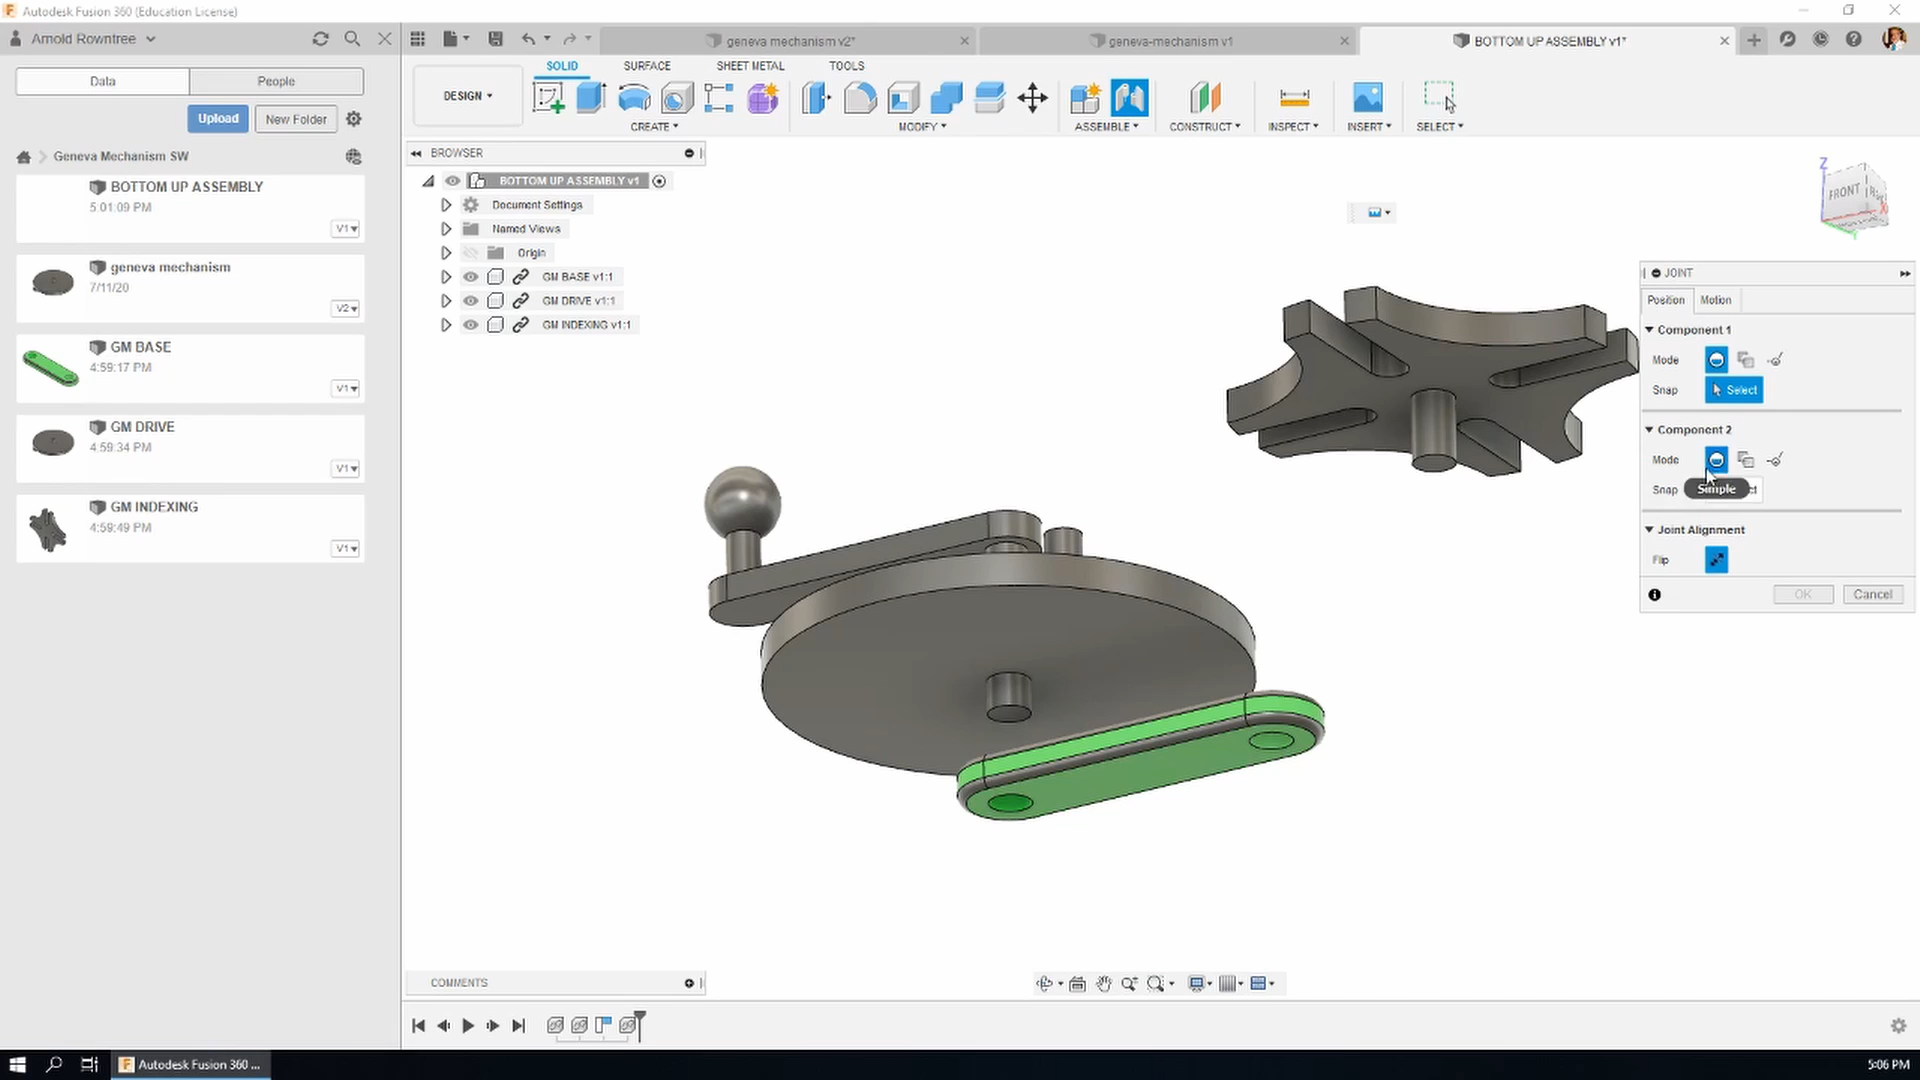 Autodesk Fusion 360 (Education License)
Arnold Rowntree
geneva mechanism v2*
geneva-mechanism v1
BOTTOM UP ASSEMBLY v1*
Data
People
Upload
New Folder
Geneva Mechanism SW
BOTTOM UP ASSEMBLY
5:01:09 PM
V1
geneva mechanism
7/11/20
V2
GM BASE
4:59:17 PM
V1
GM DRIVE
4:59:34 PM
V1
GM INDEXING
4:59:49 PM
V1
SOLID
SURFACE
SHEET METAL
TOOLS
DESIGN
CREATE
MODIFY
ASSEMBLE
CONSTRUCT
INSPECT
INSERT
SELECT
BROWSER
BOTTOM UP ASSEMBLY v1
Document Settings
Named Views
Origin
GM BASE v1:1
GM DRIVE v1:1
GM INDEXING v1:1
Z
FRONT
JOINT
Position
Motion
Component 1
Mode
Snap
Select
Component 2
Mode
Snap
Simple
Joint Alignment
Flip
OK
Cancel
COMMENTS
Autodesk Fusion 360 ...
5:06 PM